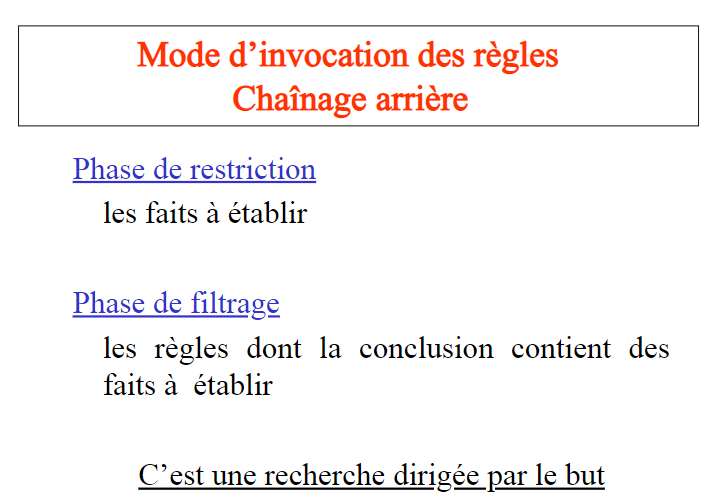 Mode d’invocation des règles
Chaînage arrière
Phase de restriction
les faits à établir
Phase de filtrage
les règles dont la conclusion contient des
faits à établir
C’est une recherche dirigée par le but